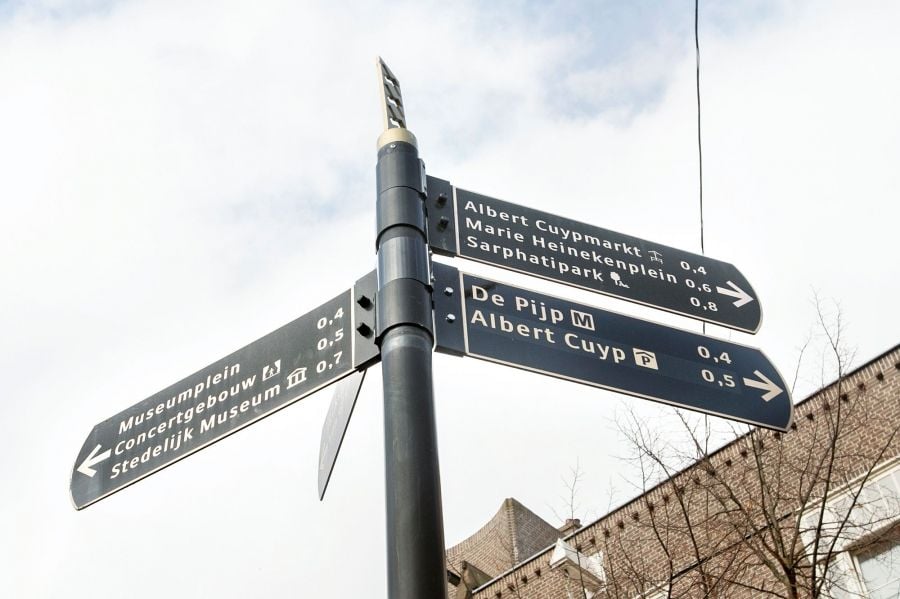 Albert Cuypmarkt 0,4
Marie Heinekenplein 0,6
Sarphatipark 0,8
De Pijp M 0,4
Albert Cuyp P 0,5
Museumplein 0,4
Concertgebouw 0,5
Stedelijk Museum 0,7